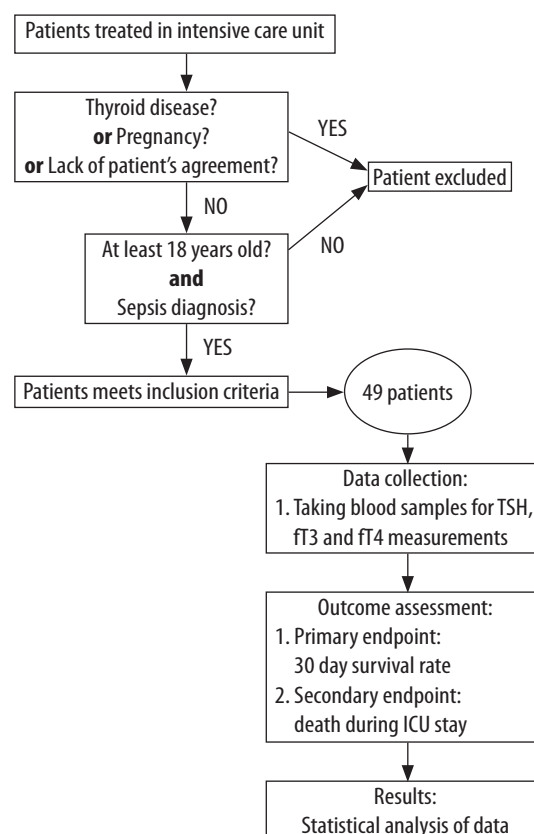 Patients treated in intensive care unit
Thyroid disease?
or Pregnancy?
or Lack of patient's agreement?
YES
Patient excluded
NO
At least 18 years old?
and
Sepsis diagnosis?
NO
YES
Patients meets inclusion criteria
49 patients
Data collection:
1. Taking blood samples for TSH,
fT3 and fT4 measurements
Outcome assessment:
1. Primary endpoint:
30 day survival rate
2. Secondary endpoint:
death during ICU stay
Results:
Statistical analysis of data